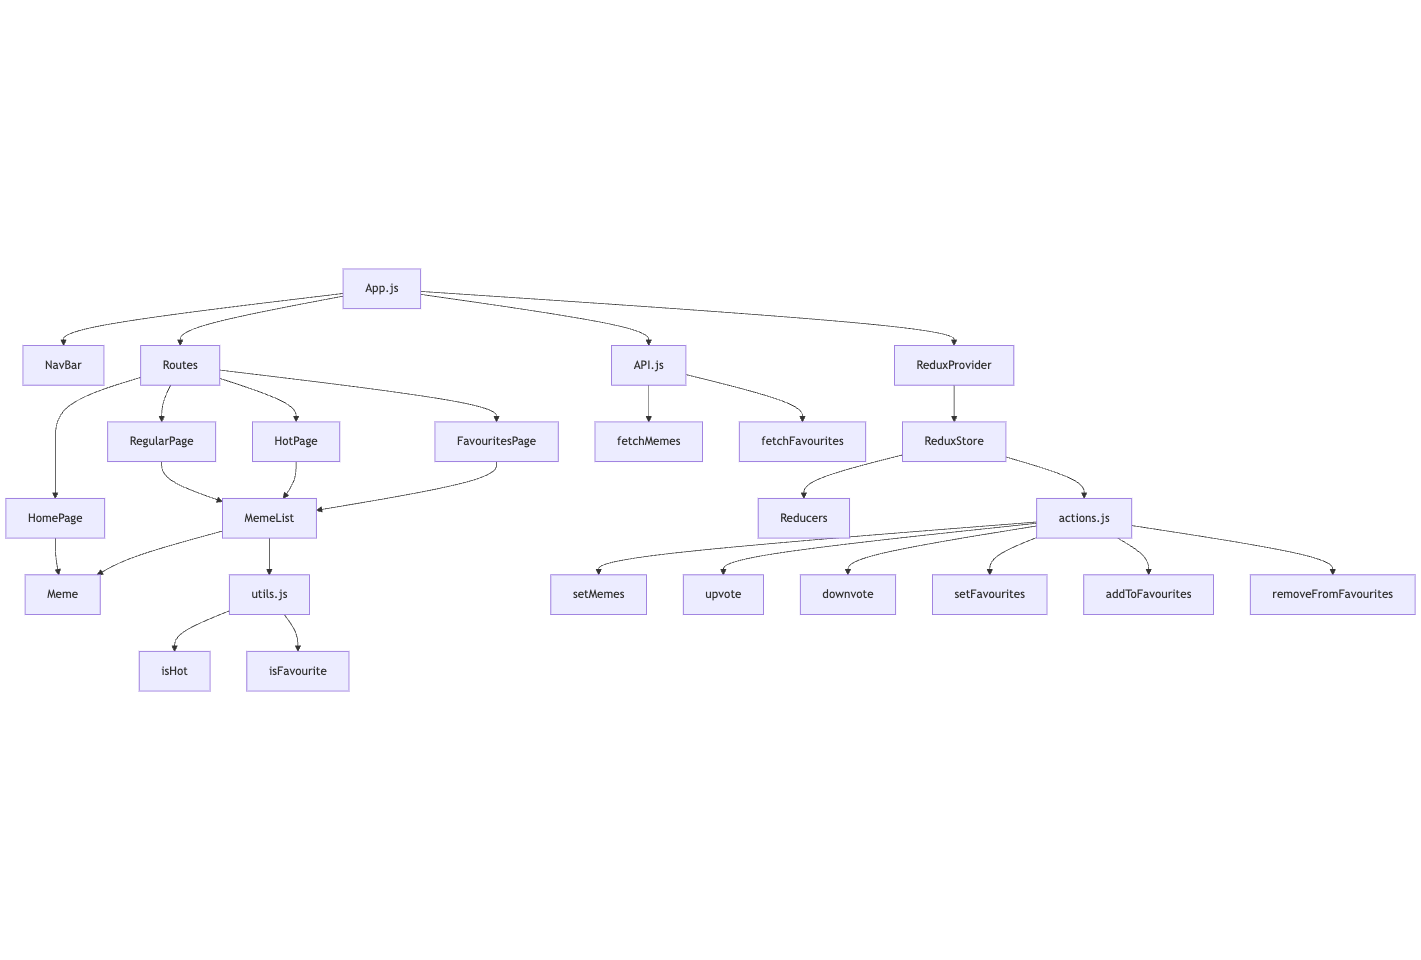 App.js
NavBar
Routes
API.js
ReduxProvider
RegularPage
HotPage
FavouritesPage
fetchMemes
fetchFavourites
ReduxStore
HomePage
MemeList
Reducers
actions.js
Meme
utils.js
setMemes
upvote
downvote
setFavourites
addToFavourites
removeFromFavourites
isHot
isFavourite